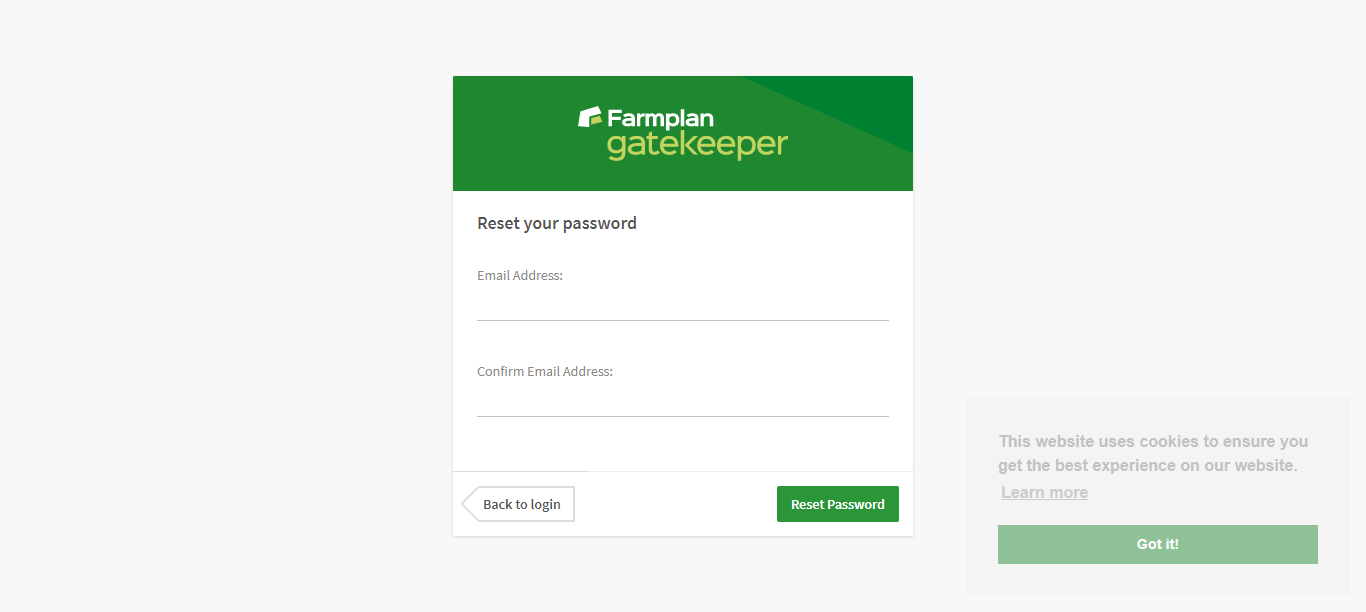 Farmplan
gatekeeper
Reset your password
Email Address:
Confirm Email Address:
Back to login
Reset Password
This website uses cookies to ensure you
get the best experience on our website.
Learn more
Got it!